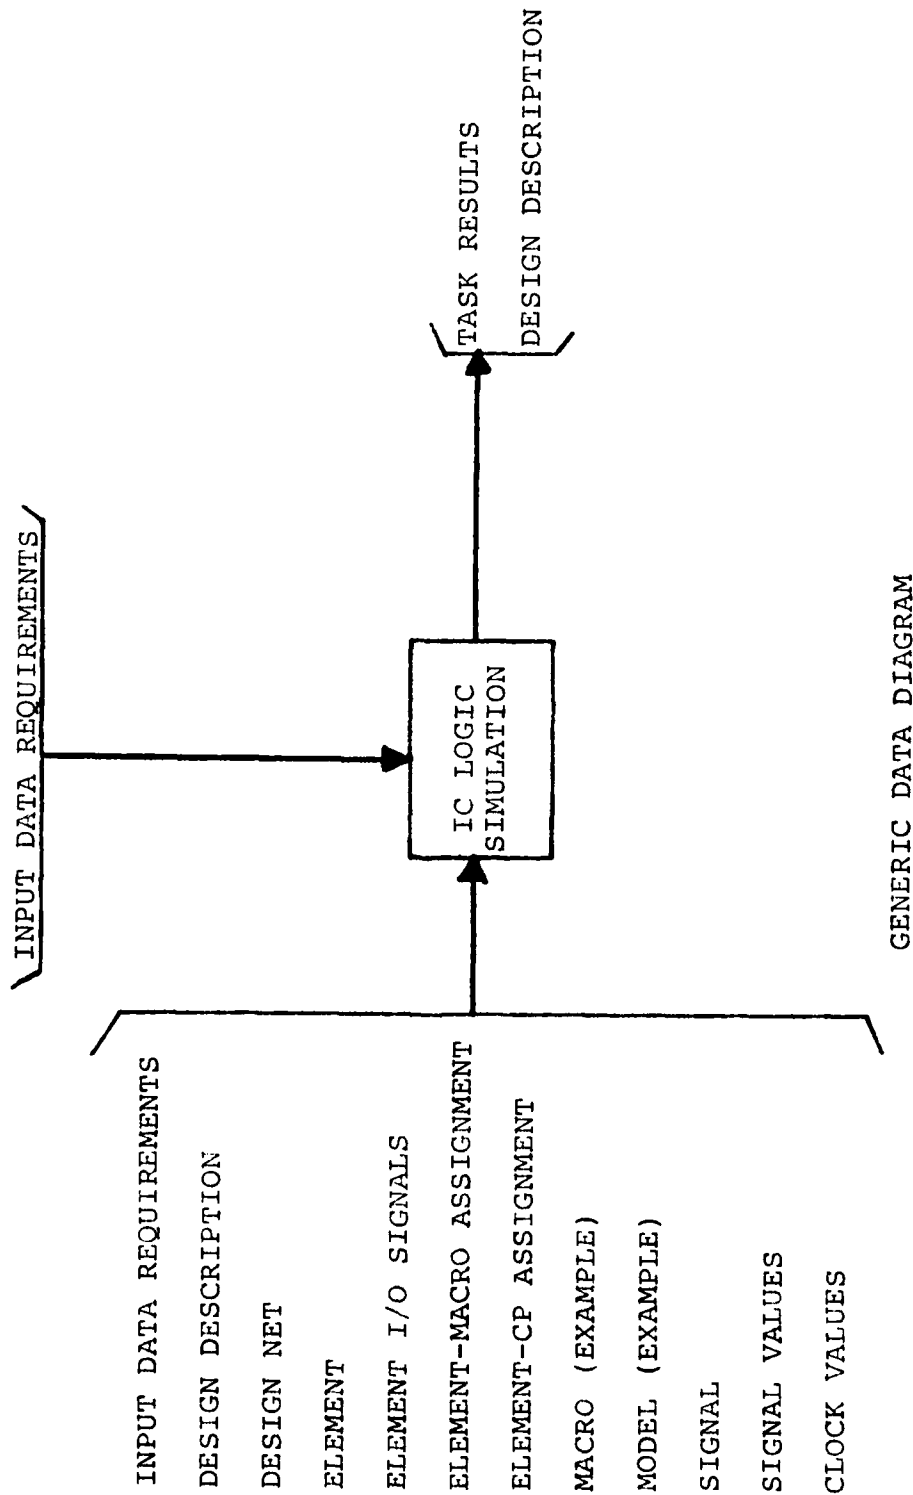 INPUT DATA REQUIREMENTS
INPUT DATA REQUIREMENTS
DESIGN DESCRIPTION
DESIGN NET
ELEMENT
ELEMENT I/O SIGNALS
ELEMENT-MACRO ASSIGNMENT
ELEMENT-CP ASSIGNMENT
MACRO (EXAMPLE)
MODEL (EXAMPLE)
SIGNAL
SIGNAL VALUES
CLOCK VALUES
IC LOGIC
SIMULATION
TASK RESULTS
DESIGN DESCRIPTION
GENERIC DATA DIAGRAM